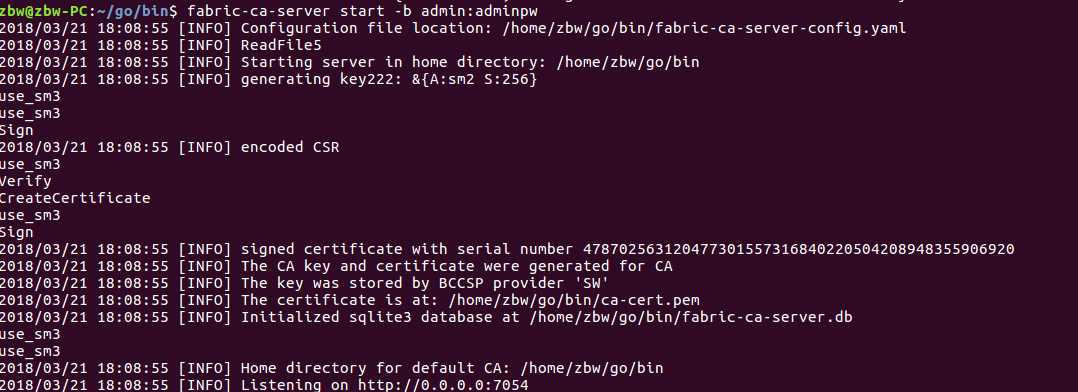 zbw@zbw-PC:~/go/bin$ fabric-ca-server start -b admin:adminpw
2018/03/21 18:08:55 [INFO] Configuration file location: /home/zbw/go/bin/fabric-ca-server-config.yaml
2018/03/21 18:08:55 [INFO] ReadFile5
2018/03/21 18:08:55 [INFO] Starting server in home directory: /home/zbw/go/bin
2018/03/21 18:08:55 [INFO] generating key222: &{A:sm2 S:256}
use_sm3
use_sm3
Sign
2018/03/21 18:08:55 [INFO] encoded CSR
use_sm3
Verify
CreateCertificate
use_sm3
Sign
2018/03/21 18:08:55 [INFO] signed certificate with serial number 478702563120477301557316840220504208948355906920
2018/03/21 18:08:55 [INFO] The CA key and certificate were generated for CA
2018/03/21 18:08:55 [INFO] The key was stored by BCCSP provider 'SW'
2018/03/21 18:08:55 [INFO] The certificate is at: /home/zbw/go/bin/ca-cert.pem
2018/03/21 18:08:55 [INFO] Initialized sqlite3 database at /home/zbw/go/bin/fabric-ca-server.db
use_sm3
use_sm3
2018/03/21 18:08:55 [INFO] Home directory for default CA: /home/zbw/go/bin
2018/03/21 18:08:55 [INFO] Listening on http://0.0.0.0:7054